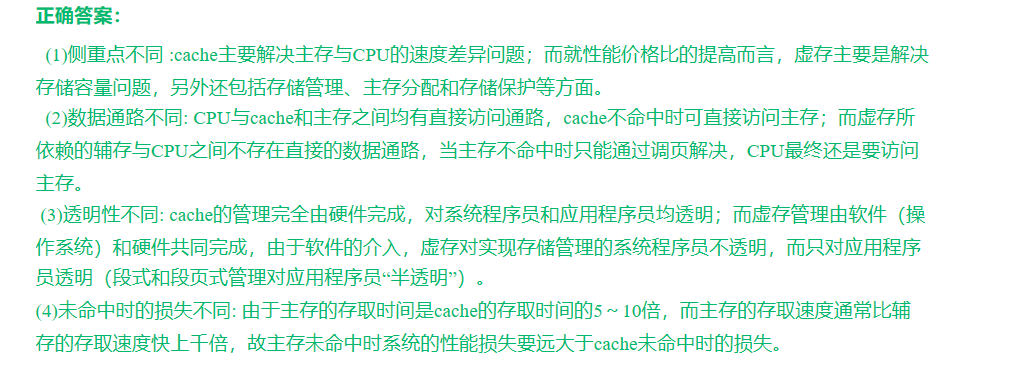 正确答案：
(1)侧重点不同 :cache主要解决主存与CPU的速度差异问题；而就性能价格比的提高而言，虚存主要是解决
存储容量问题，另外还包括存储管理、主存分配和存储保护等方面。
(2)数据通路不同: CPU与cache和主存之间均有直接访问通路，cache不命中时可直接访问主存；而虚存所
依赖的辅存与CPU之间不存在直接的数据通路，当主存不命中时只能通过调页解决，CPU最终还是要访问
主存。
(3)透明性不同: cache的管理完全由硬件完成，对系统程序员和应用程序员均透明；而虚存管理由软件（操
作系统）和硬件共同完成，由于软件的介入，虚存对实现存储管理的系统程序员不透明，而只对应用程序
员透明（段式和段页式管理对应用程序员“半透明”）。
(4)未命中时的损失不同: 由于主存的存取时间是cache的存取时间的5～10倍，而主存的存取速度通常比辅
存的存取速度快上千倍，故主存未命中时系统的性能损失要远大于cache未命中时的损失。